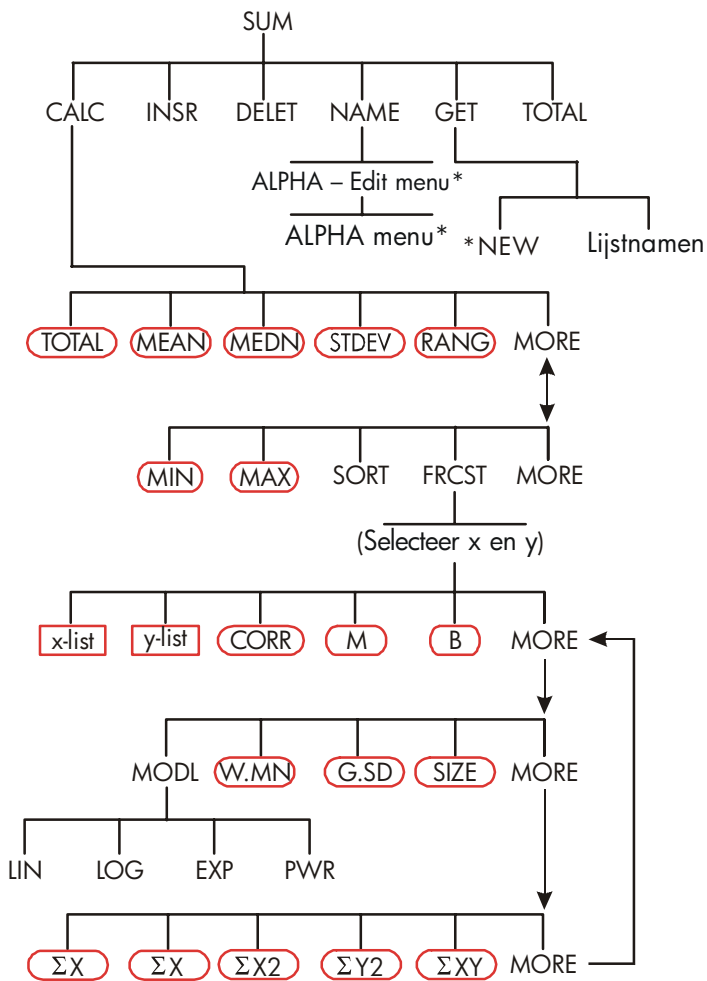 SUM
CALC INSR DELET NAME GET TOTAL
ALPHA – Edit menu*
ALPHA menu*
*NEW Lijstnamen
TOTAL MEAN MEDN STDEV RANG MORE
MIN MAX SORT FRCST MORE
(Selecteer x en y)
x-list y-list CORR M B MORE
MODL W.MN G.SD SIZE MORE
LIN LOG EXP PWR
ΣX ΣX ΣX2 ΣY2 ΣXY MORE